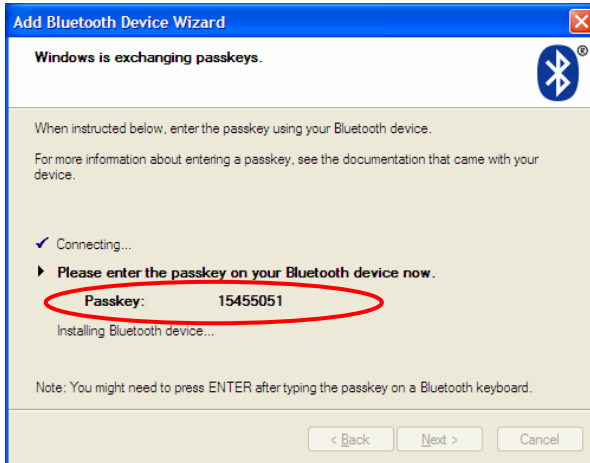 Add Bluetooth Device Wizard
Windows is exchanging passkeys.
®
When instructed below, enter the passkey using your Bluetooth device.
For more information about entering a passkey, see the documentation that came with your
device.
Connecting...
Please enter the passkey on your Bluetooth device now.
Passkey: 15455051
Installing Bluetooth device...
Note: You might need to press ENTER after typing the passkey on a Bluetooth keyboard.
< Back Next > Cancel